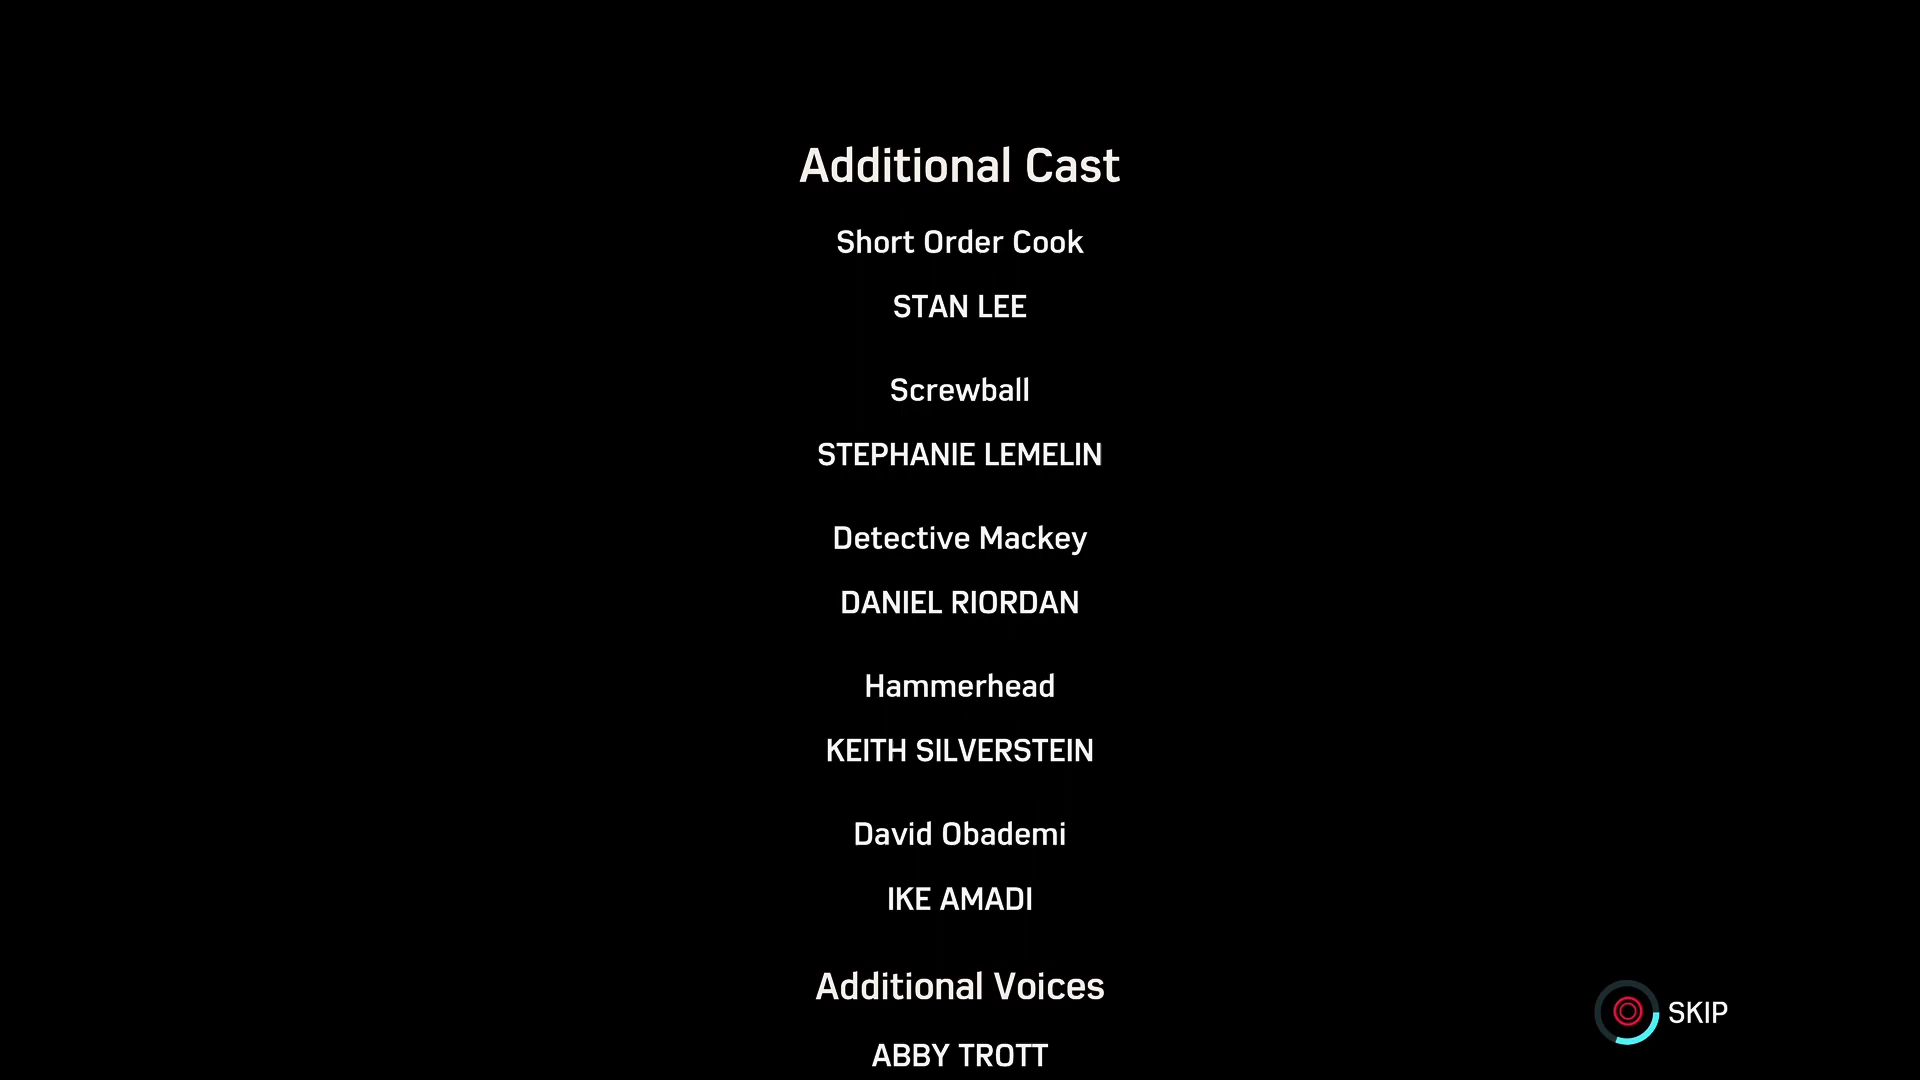 Additional Cast
Short Order Cook
STAN LEE
Screwball
STEPHANIE LEMELIN
Detective Mackey
DANIEL RIORDAN
Hammerhead
KEITH SILVERSTEIN
David Obademi
IKE AMADI
Additional Voices
ABBY TROTT
SKIP